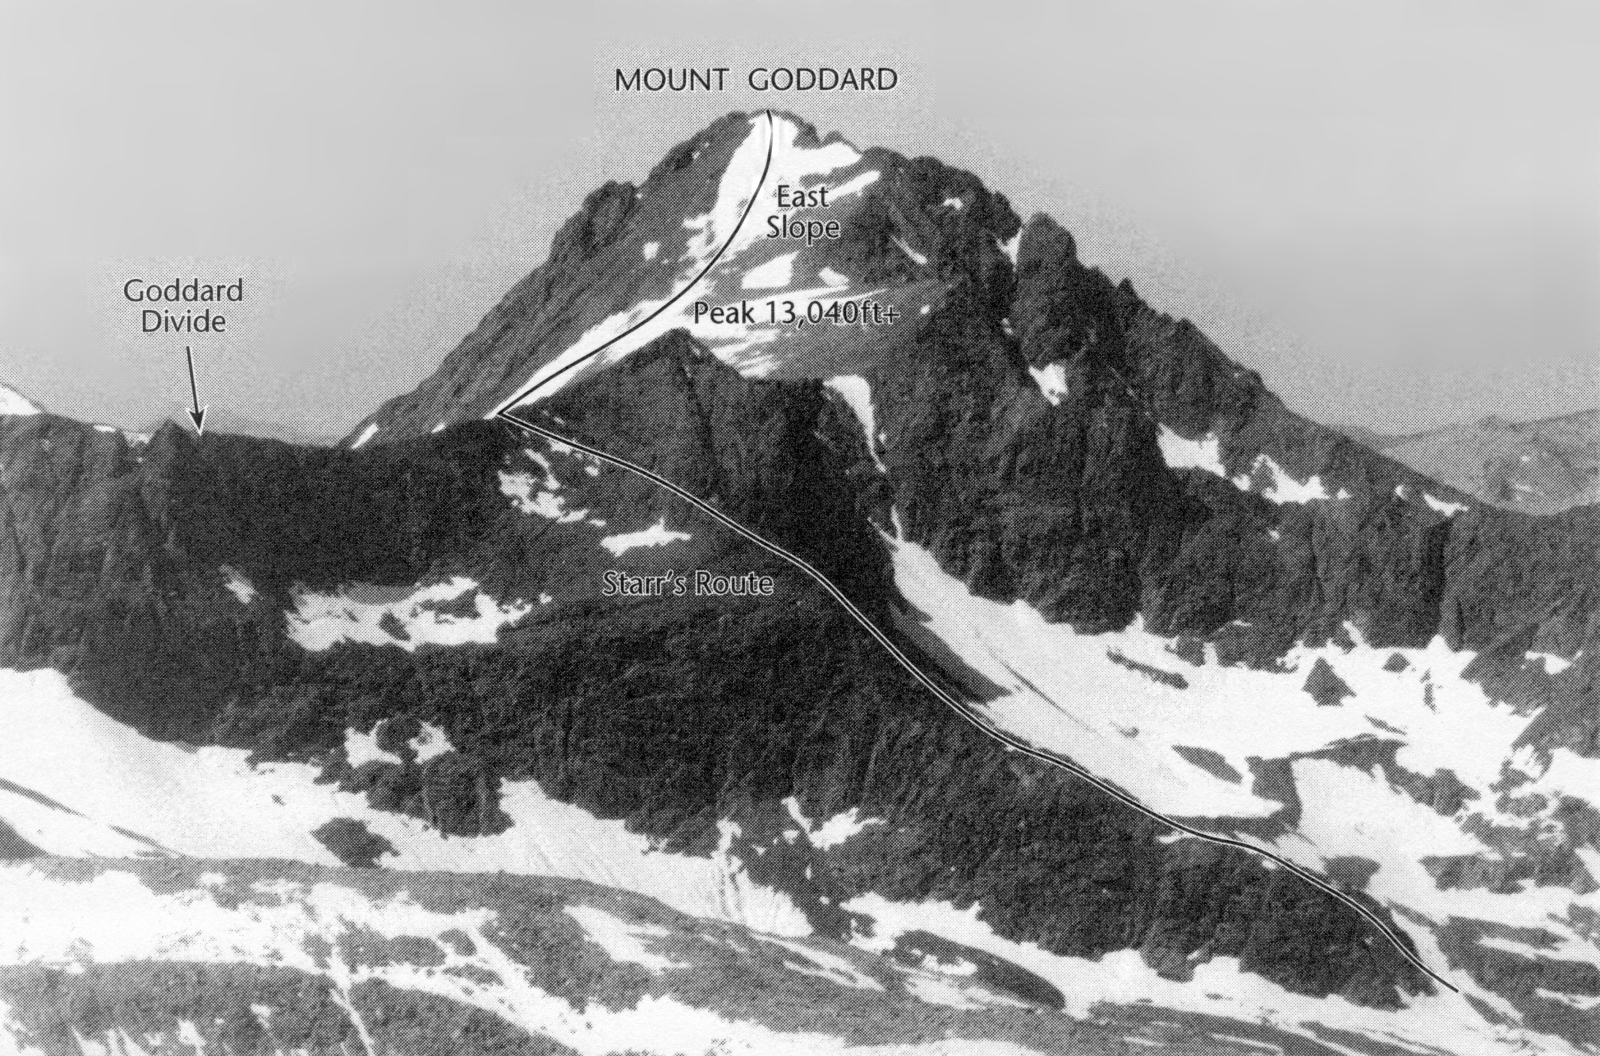 MOUNT GODDARD
East
Slope
Goddard
Divide
Peak 13,040ft+
Starr's Route